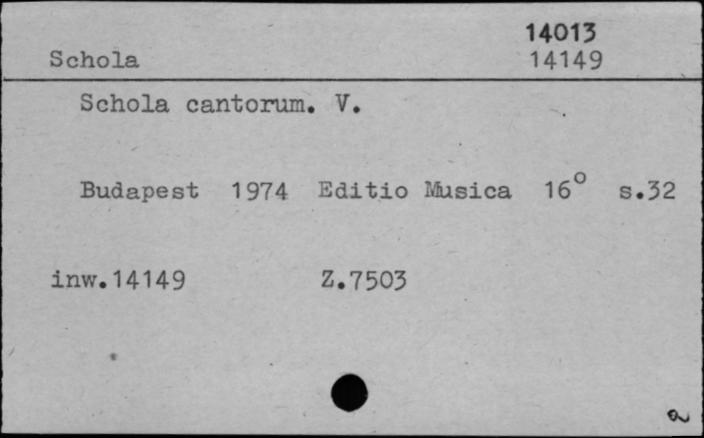 14013
Schola 14149
Schola cantorum. V.
Budapest 1974 Editio Musica 16° s.32
inw.14149 Z.7503